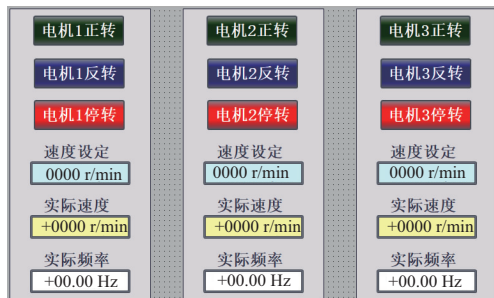 电机1正转
电机1反转
电机1停转
速度设定
0000 r/min
实际速度
+0000 r/min
实际频率
+00.00 Hz
电机2正转
电机2反转
电机2停转
速度设定
0000 r/min
实际速度
+0000 r/min
实际频率
+00.00 Hz
电机3正转
电机3反转
电机3停转
速度设定
0000 r/min
实际速度
+0000 r/min
实际频率
+00.00 Hz